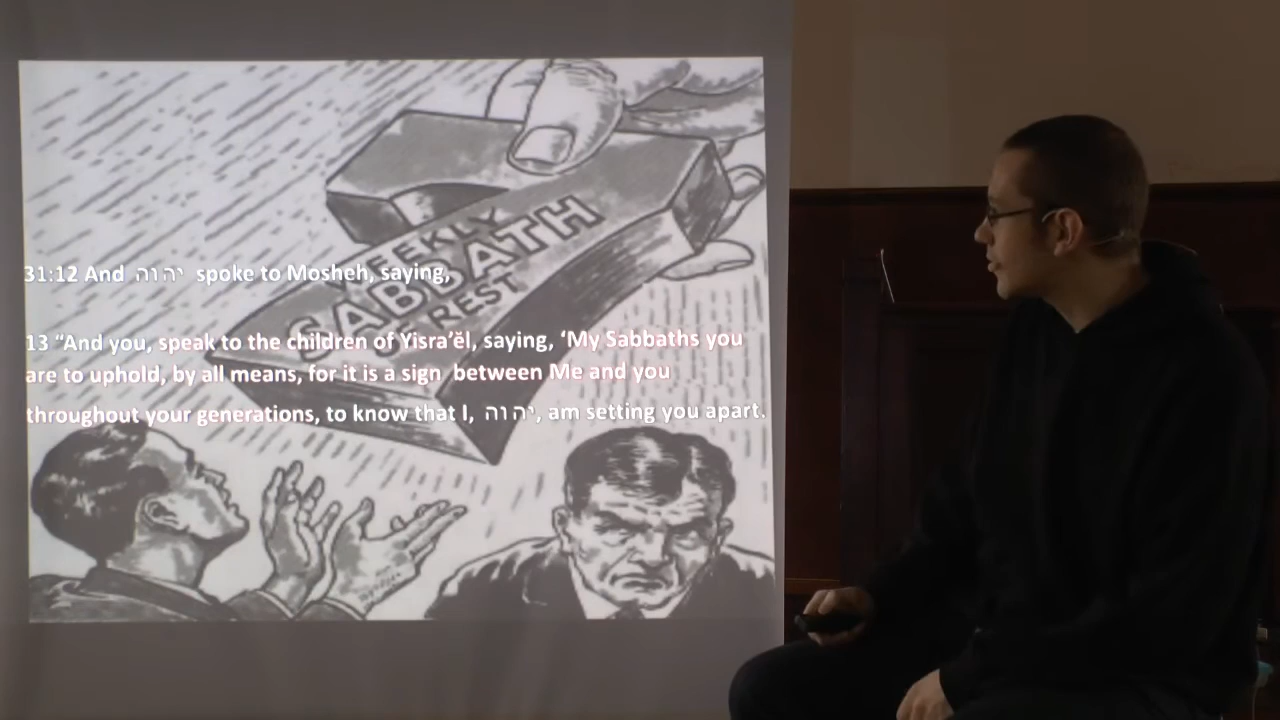 WEEKLY
SABBATH
REST
31:12 And יהוה spoke to Mosheh, saying,
13 “And you, speak to the children of Yisra’ĕl, saying, ‘My Sabbaths you
are to uphold, by all means, for it is a sign between Me and you
throughout your generations, to know that I, יהוה, am setting you apart.